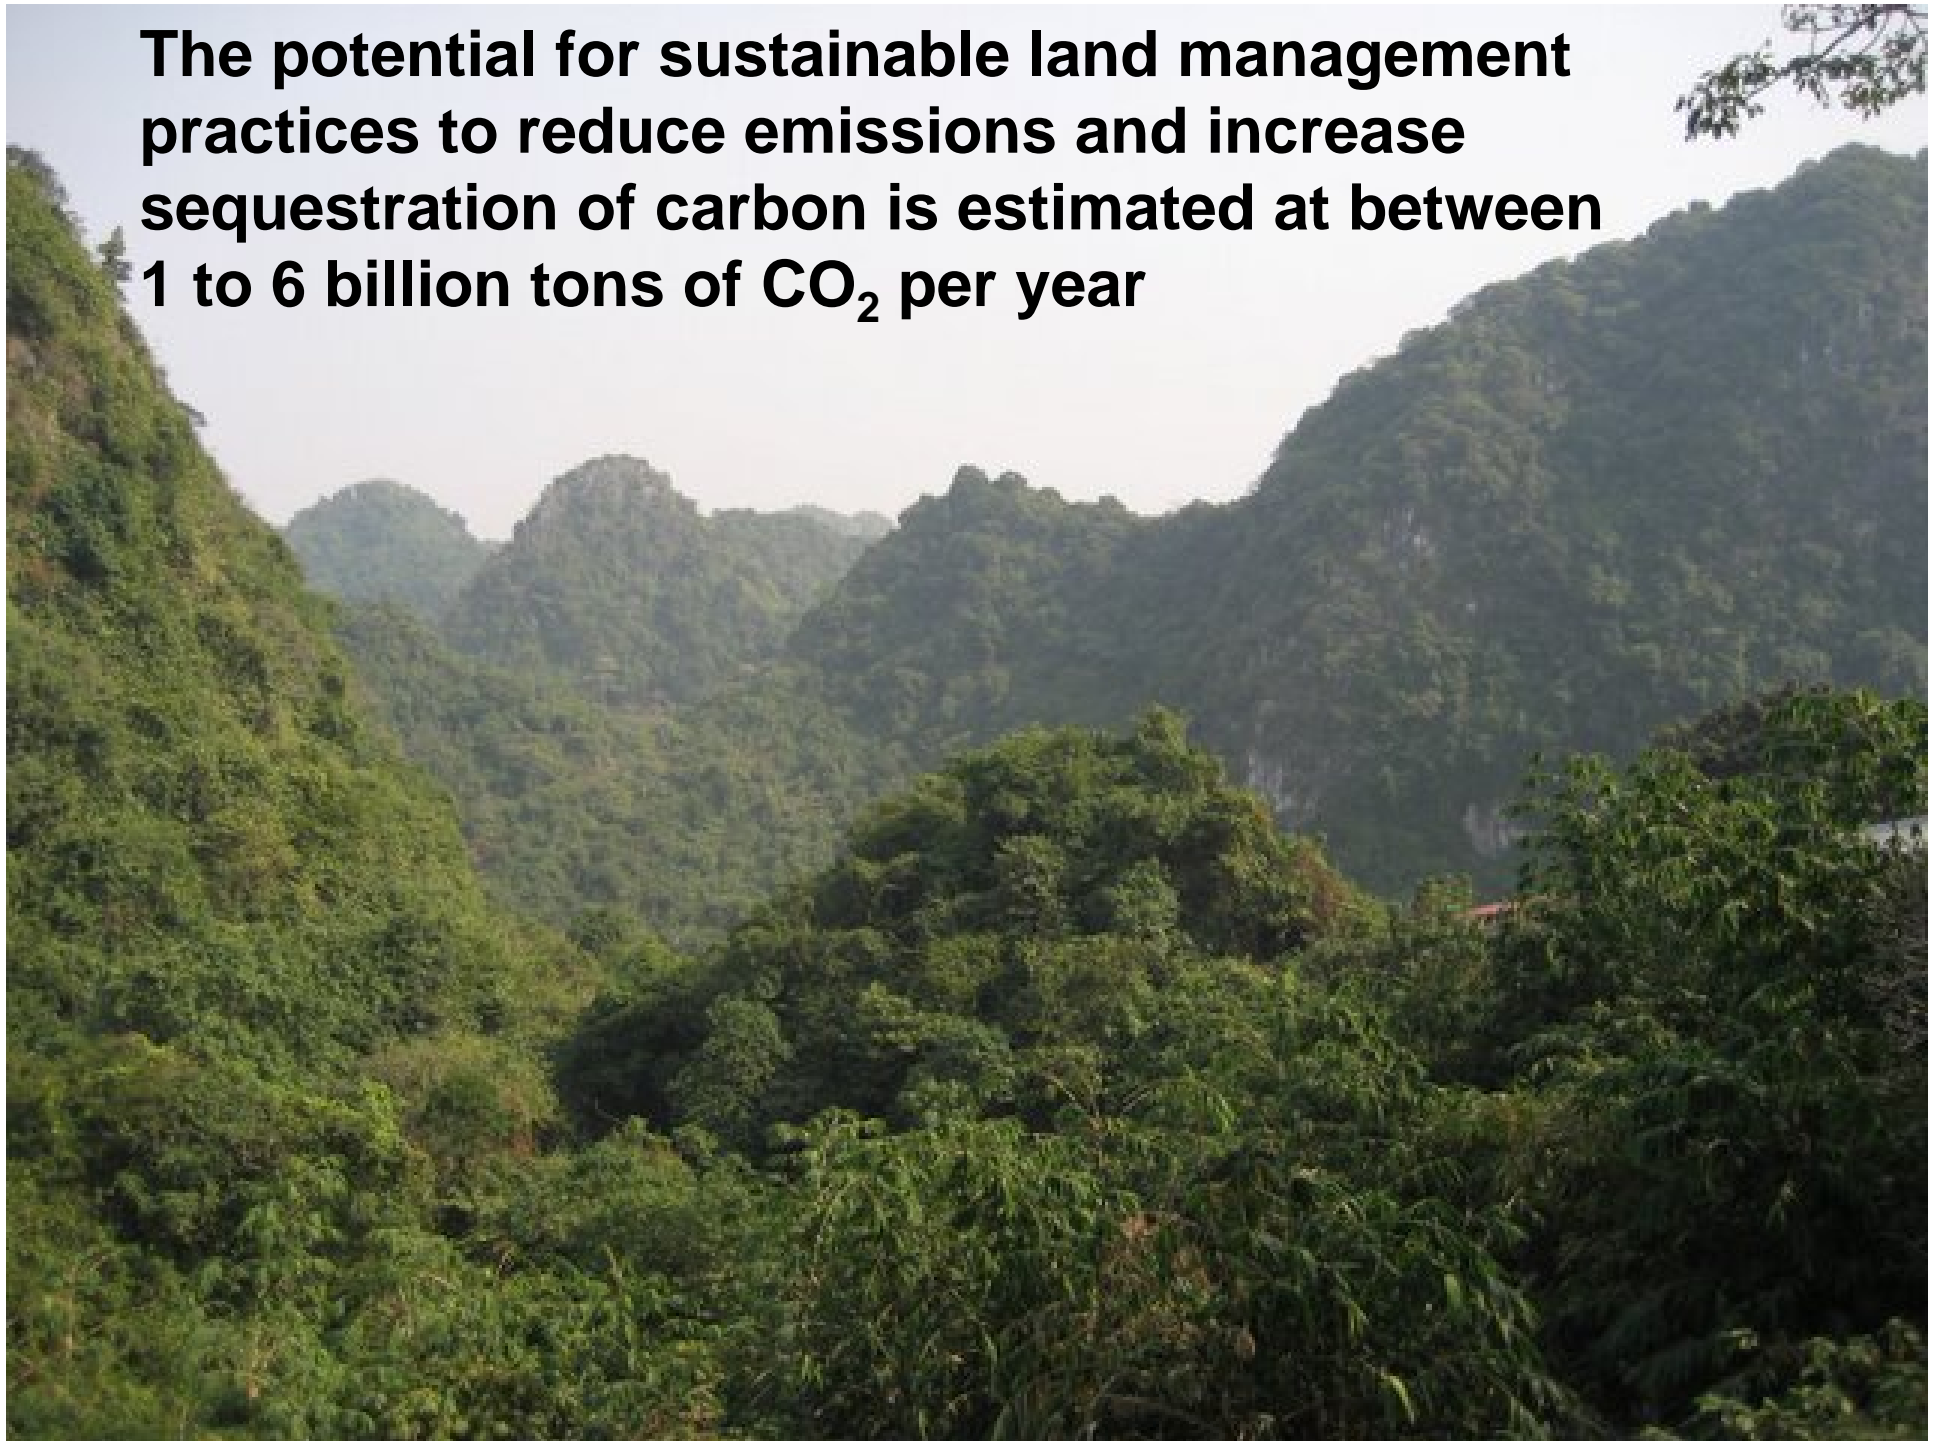 The potential for sustainable land management
practices to reduce emissions and increase
sequestration of carbon is estimated at between
1 to 6 billion tons of CO₂ per year